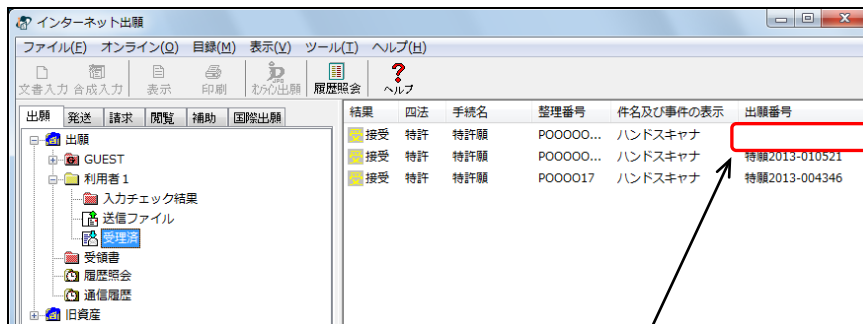 インターネット出願
ファイル(F) オンライン(O) 目録(M) 表示(V) ツール(T) ヘルプ(H)
文書入力 合成入力 表示 印刷 かんたん出願 履歴照会 ヘルプ
出願 発送 請求 閲覧 補助 国際出願
結果 四法 手続名 整理番号 件名及び事件の表示 出願番号
出願
GUEST
利用者1
入力チェック結果
送信ファイル
受理済
受領書
履歴照会
通信履歴
旧資産
接受 特許 特許願 POOOOO... ハンドスキャナ
接受 特許 特許願 POOOOO... ハンドスキャナ 特願2013-010521
接受 特許 特許願 POOOO17 ハンドスキャナ 特願2013-004346